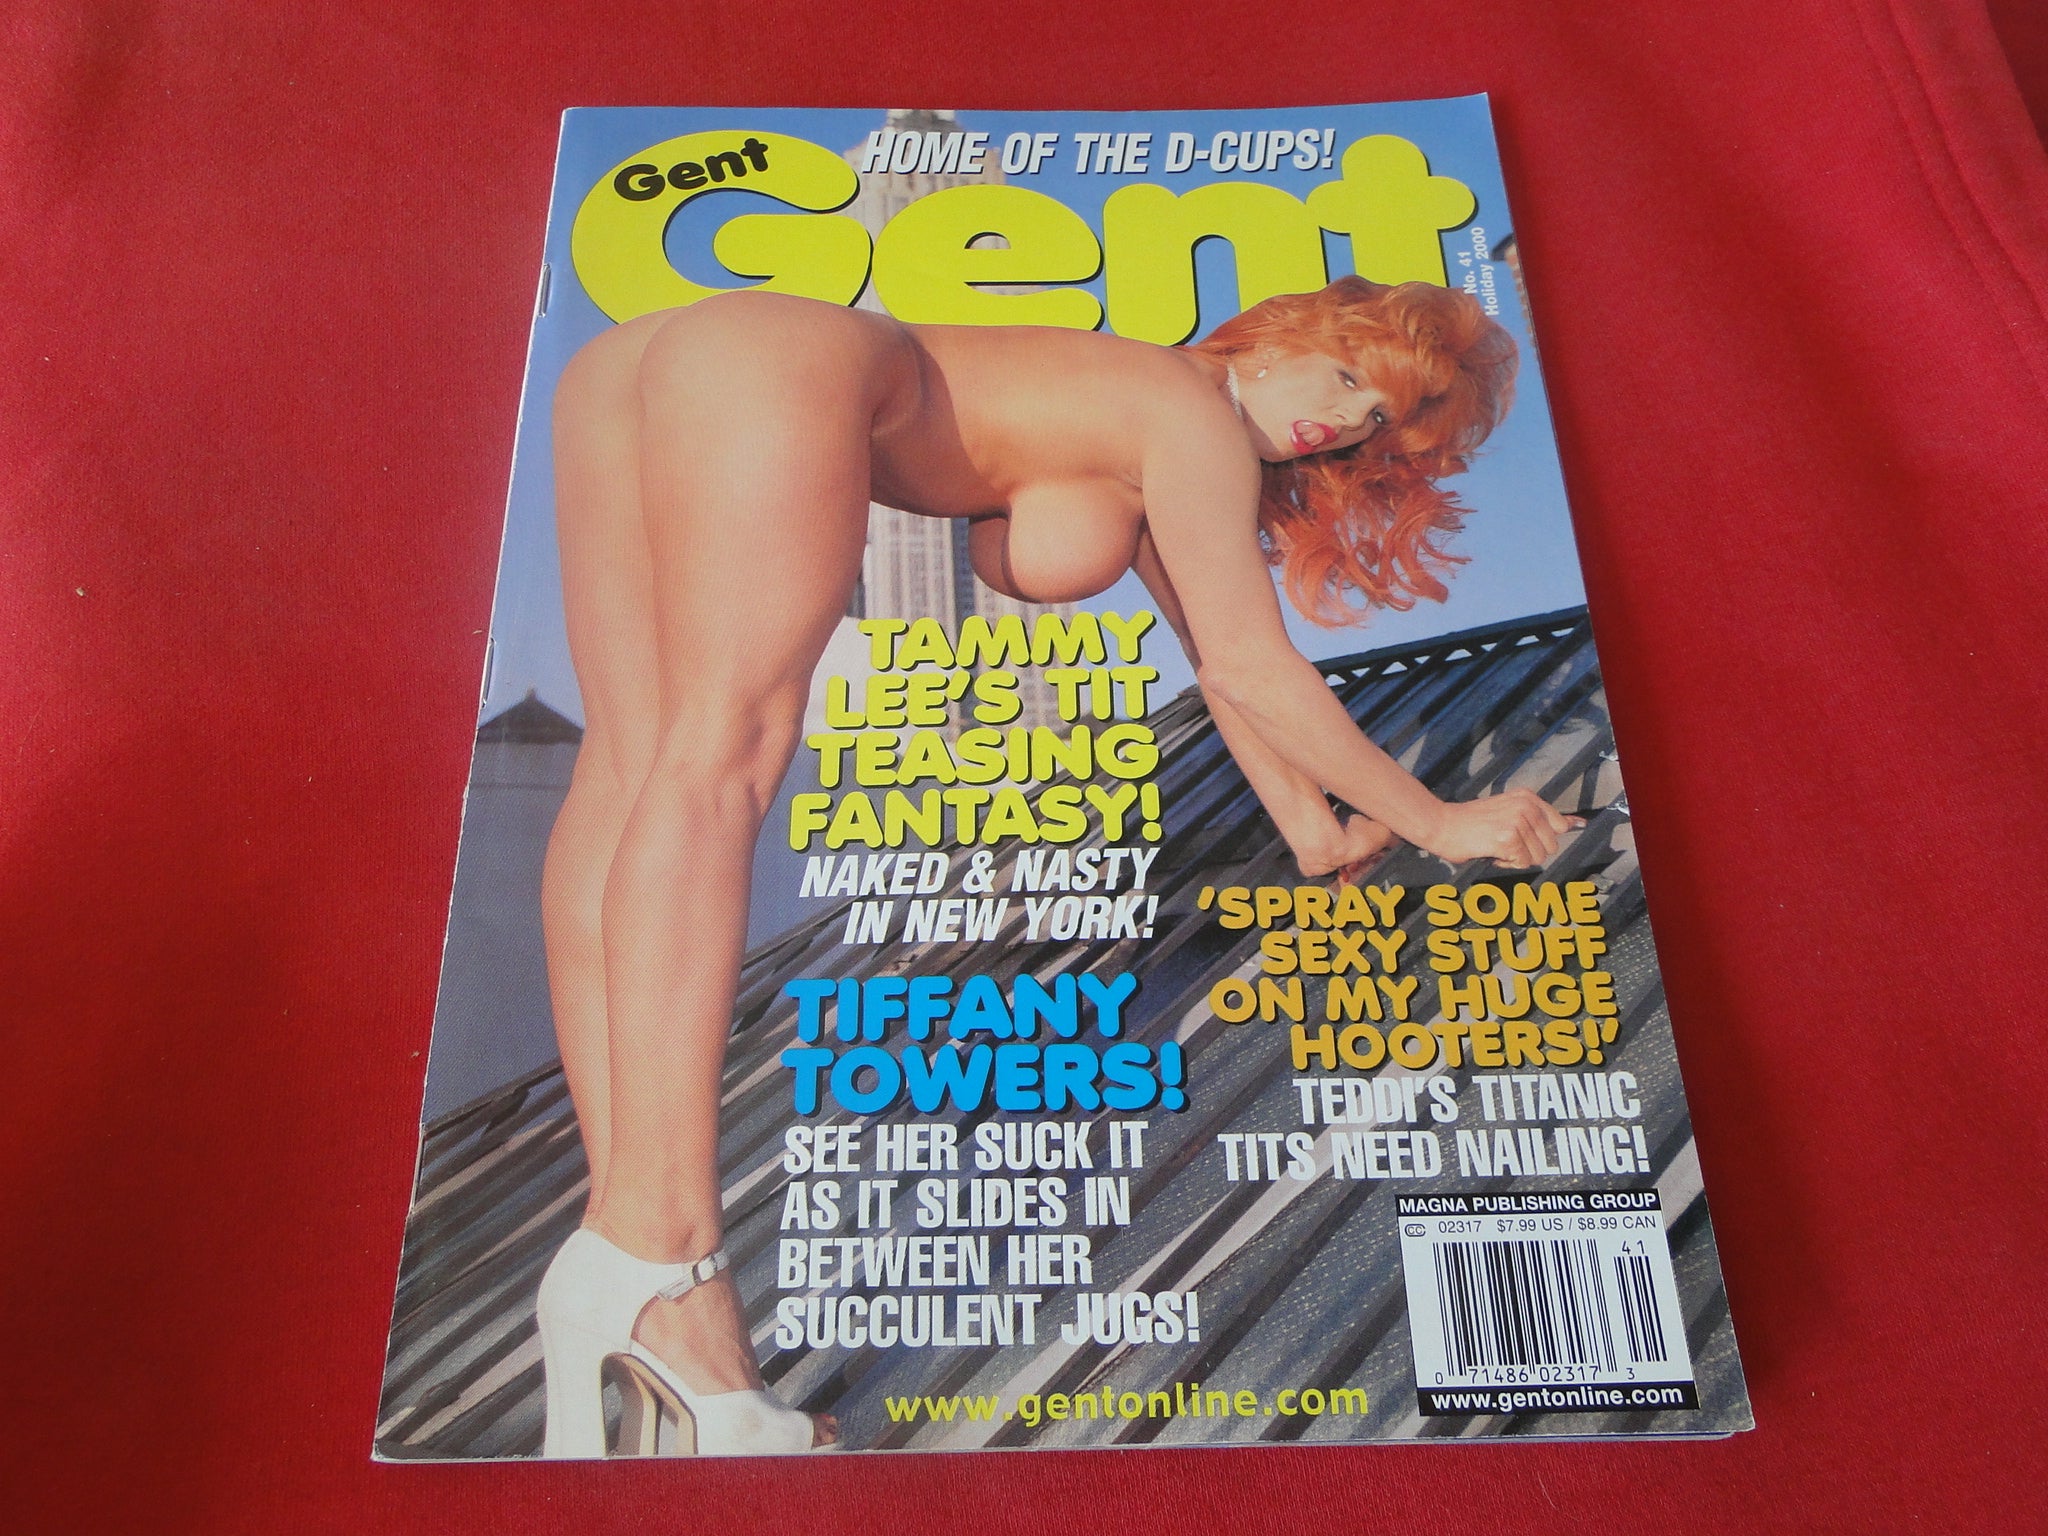 HOME OF THE D-CUPS!
Gent
Gent
No. 41
Holiday 2000
TAMMY
LEE'S TIT
TEASING
FANTASY!
NAKED & NASTY
IN NEW YORK!
TIFFANY
TOWERS!
SEE HER SUCK IT
AS IT SLIDES IN
BETWEEN HER
SUCCULENT JUGS!
'SPRAY SOME
SEXY STUFF
ON MY HUGE
HOOTERS!'
TEDDI'S TITANIC
TITS NEED NAILING!
MAGNA PUBLISHING GROUP
CC 02317 $7.99 US / $8.99 CAN
41
0 71486 02317 3
www.gentonline.com
www.gentonline.com